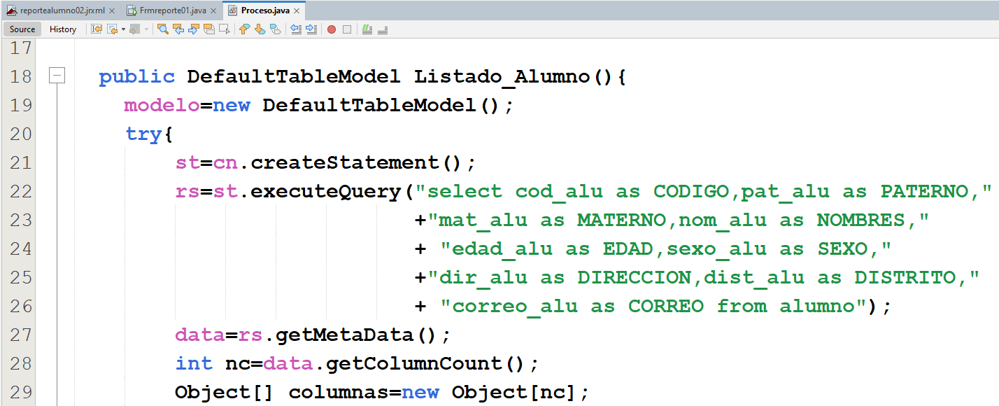 reportealumno02.jrxml Frmreporte01.java Proceso.java
Source History
17
18 public DefaultTableModel Listado_Alumno(){
19 modelo=new DefaultTableModel();
20 try{
21 st=cn.createStatement();
22 rs=st.executeQuery("select cod_alu as CODIGO,pat_alu as PATERNO,"
23 +"mat_alu as MATERNO,nom_alu as NOMBRES,"
24 + "edad_alu as EDAD,sexo_alu as SEXO,"
25 +"dir_alu as DIRECCION,dist_alu as DISTRITO,"
26 + "correo_alu as CORREO from alumno");
27 data=rs.getMetaData();
28 int nc=data.getColumnCount();
29 Object[] columnas=new Object[nc];